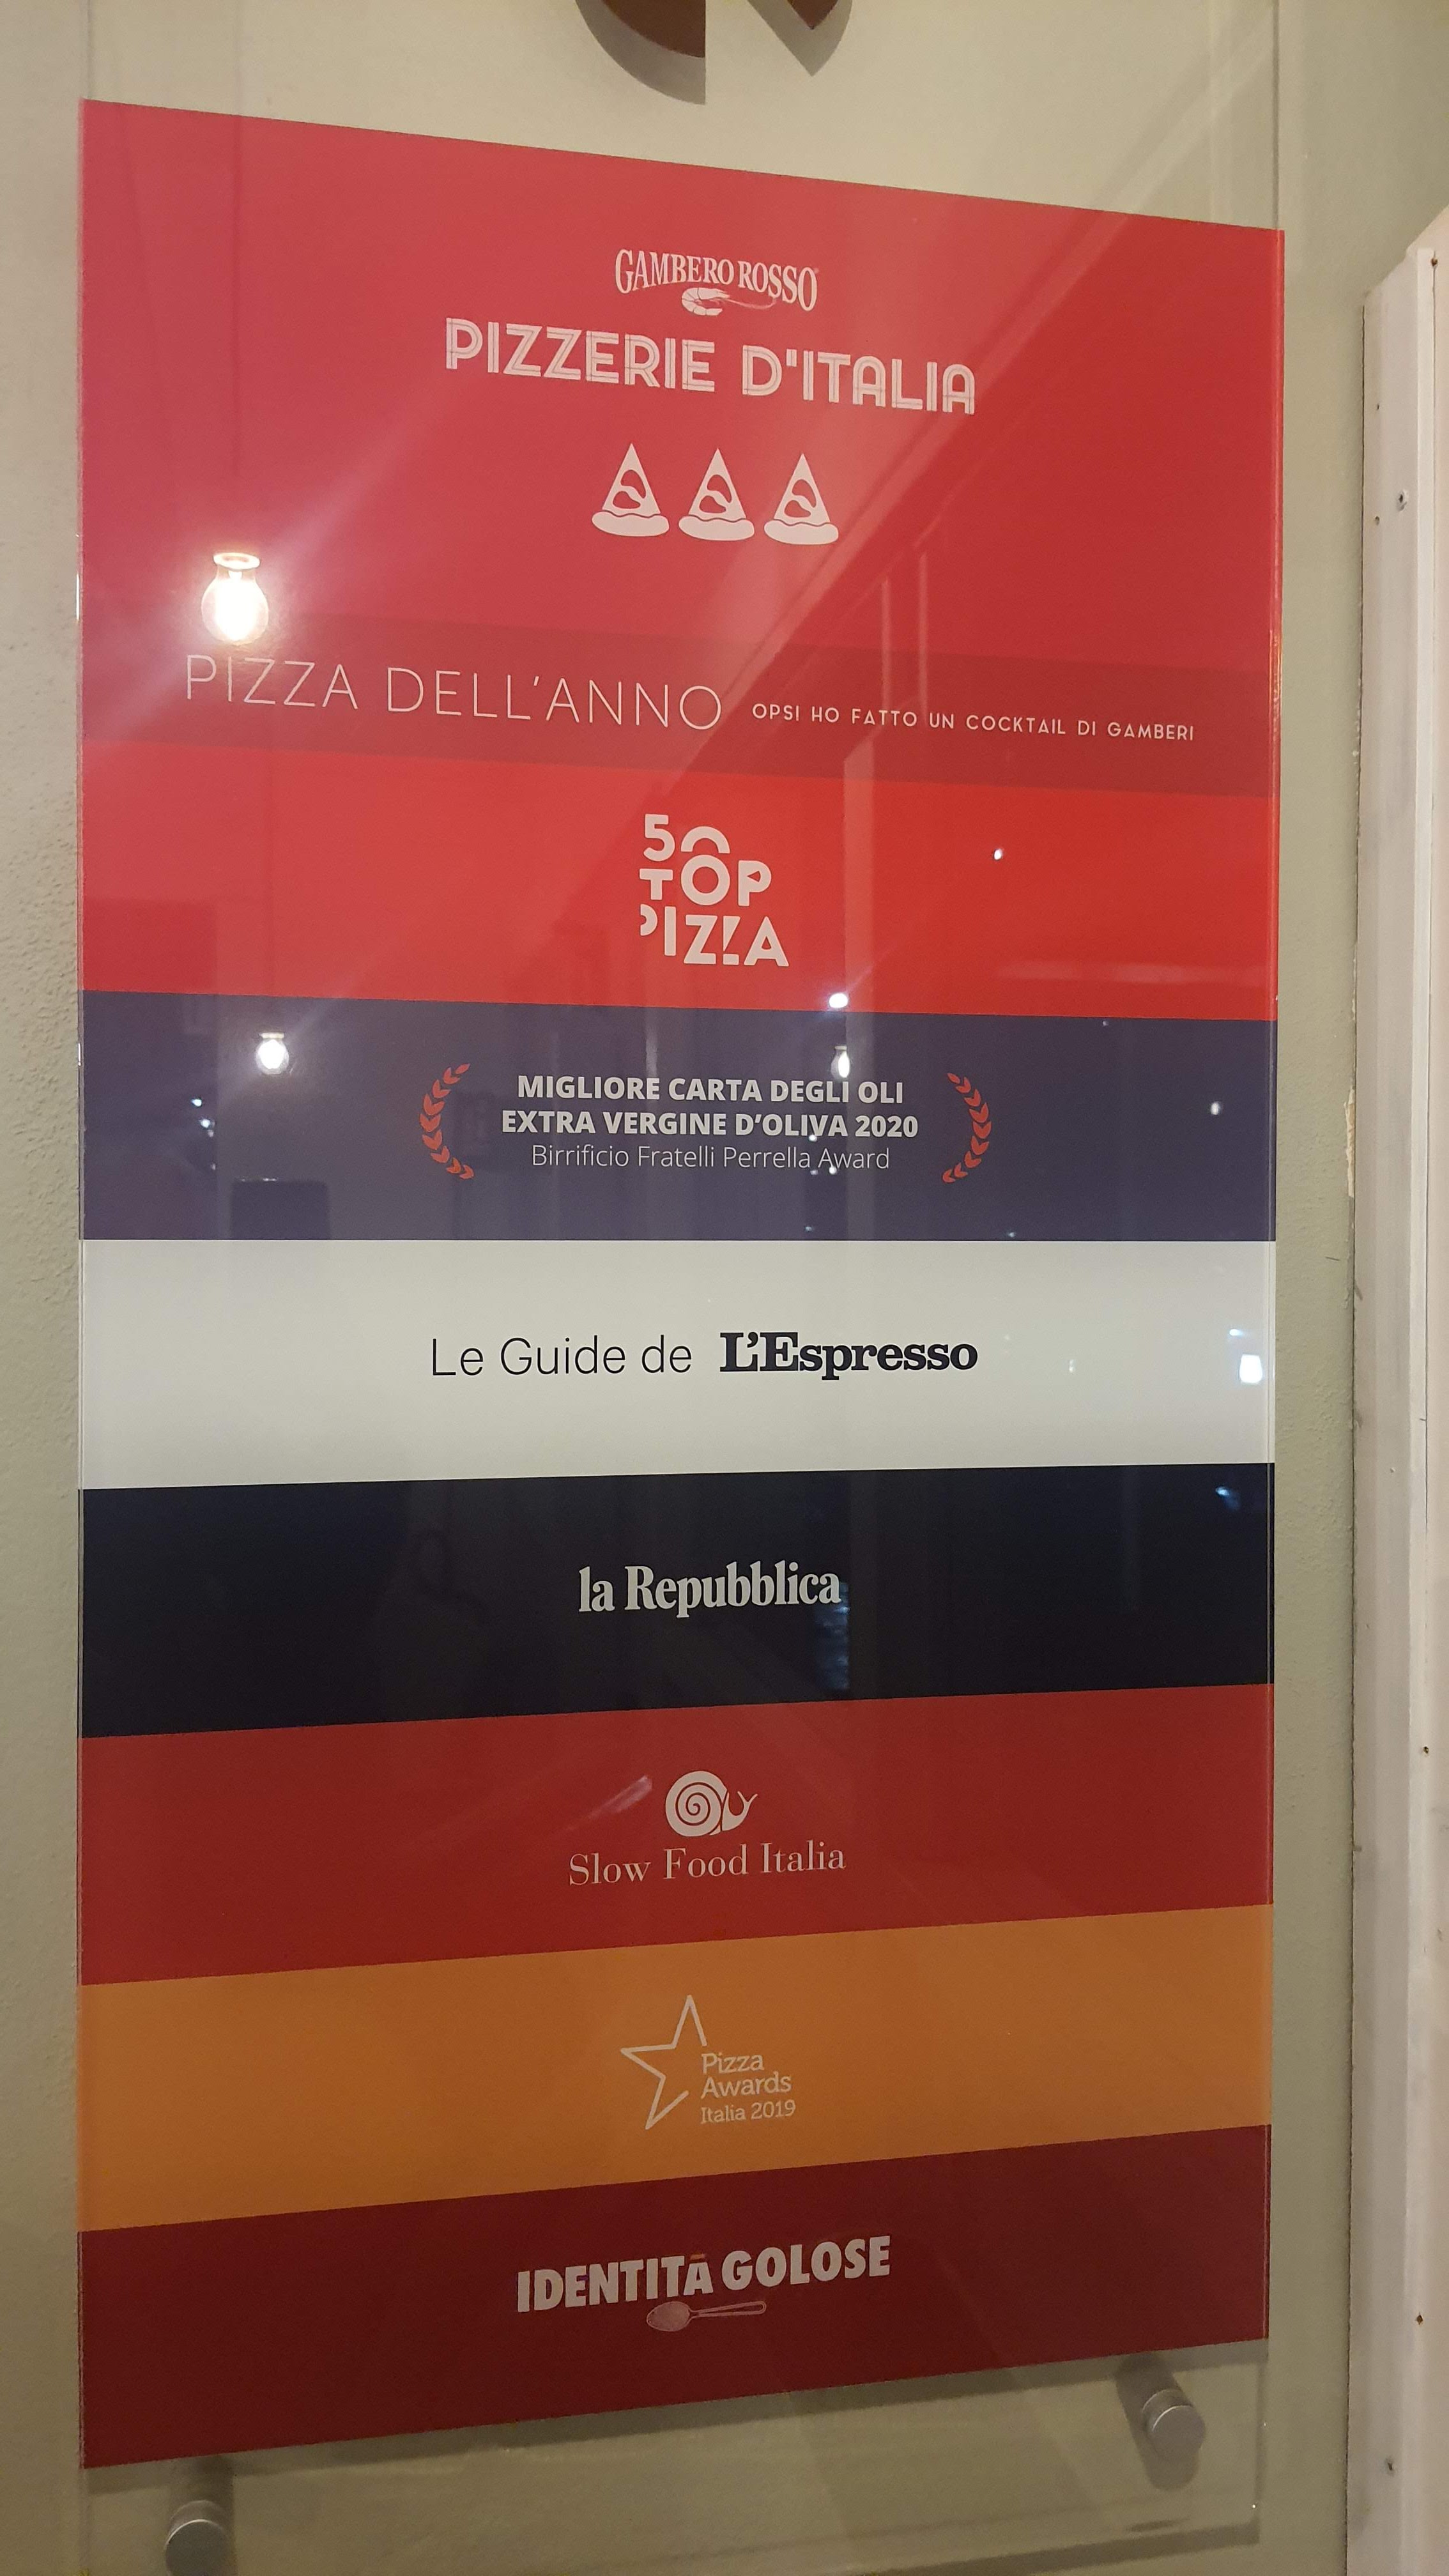 GAMBERO ROSSO
PIZZERIE D'ITALIA
PIZZA DELL'ANNO OPSI HO FATTO UN COCKTAIL DI GAMBERI
50
TOP
PIZZA
MIGLIORE CARTA DEGLI OLI
EXTRA VERGINE D'OLIVA 2020
Birrificio Fratelli Perrella Award
Le Guide de L'Espresso
la Repubblica
Slow Food Italia
Pizza
Awards
Italia 2019
IDENTITÀ GOLOSE